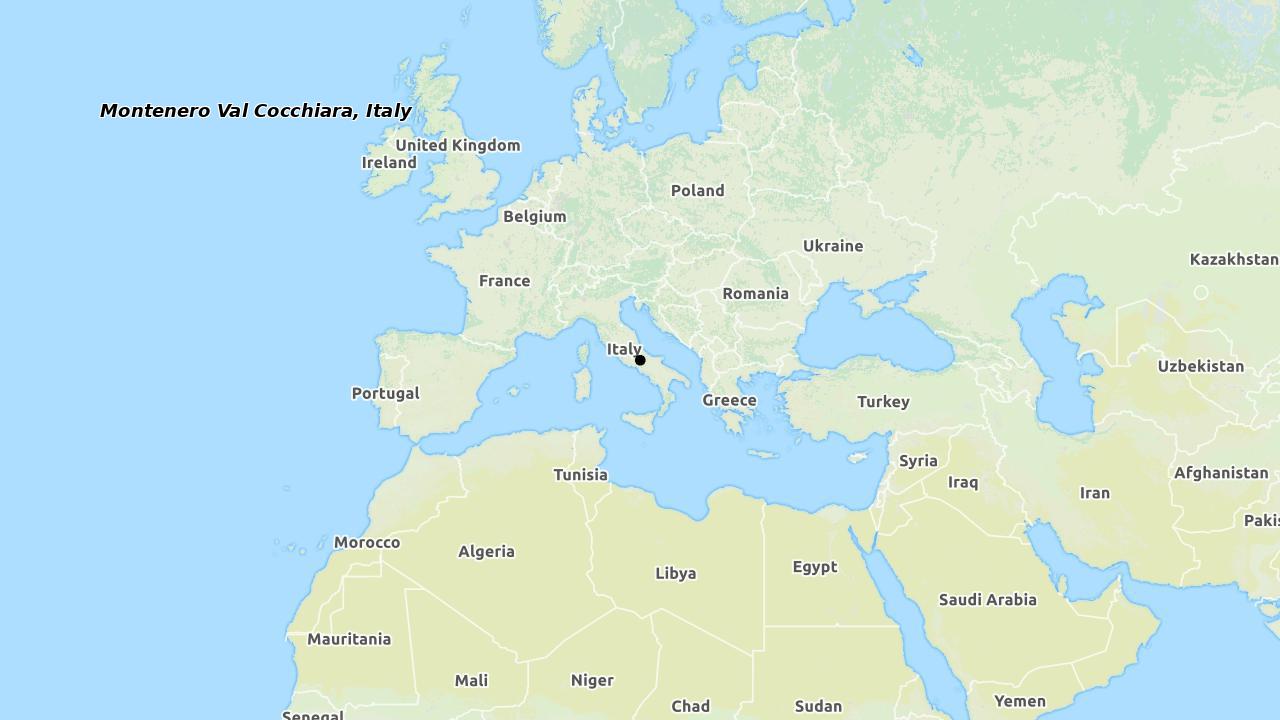 Montenero Val Cocchiara, Italy
United Kingdom
Ireland
Poland
Belgium
Ukraine
Kazakhstan
France
Romania
Italy
Uzbekistan
Portugal
Greece
Turkey
Syria
Afghanistan
Tunisia
Iraq
Iran
Pakis
Morocco
Algeria
Egypt
Libya
Saudi Arabia
Mauritania
Mali
Niger
Yemen
Chad
Sudan
Senegal